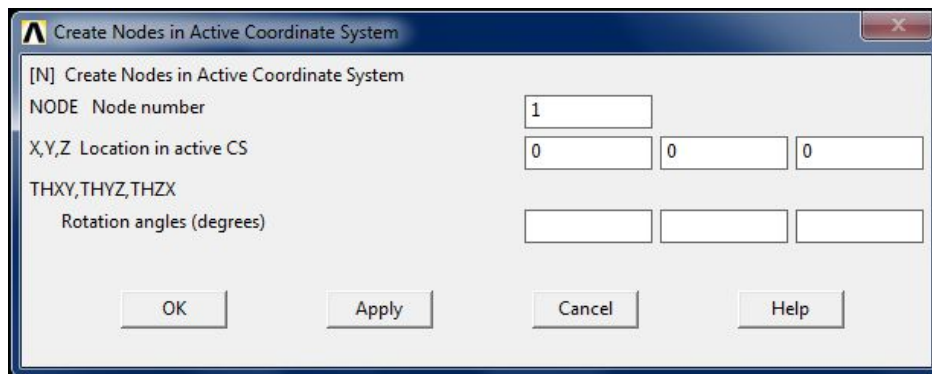 Create Nodes in Active Coordinate System
[N] Create Nodes in Active Coordinate System
NODE Node number 1
X,Y,Z Location in active CS 0 0 0
THXY,THYZ,THZX
Rotation angles (degrees)
OK Apply Cancel Help